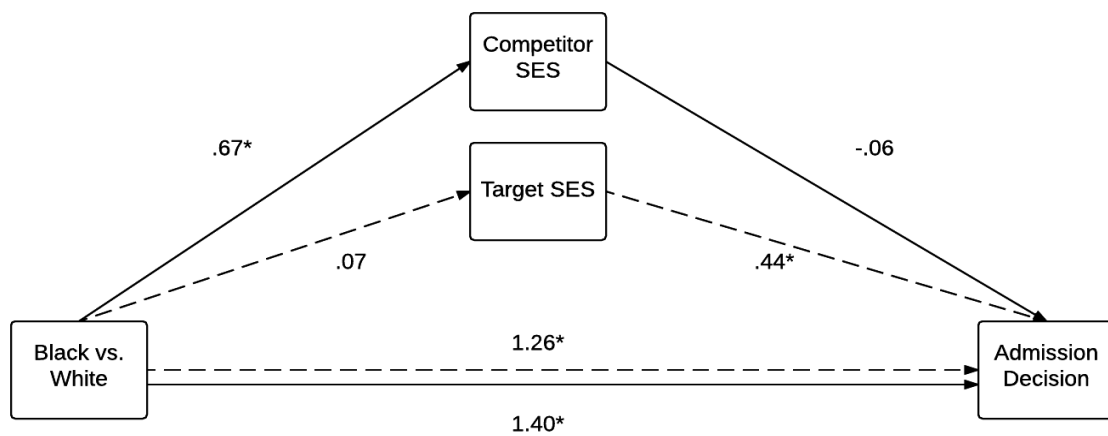 Competitor
SES
.67*
-.06
Target SES
.07
.44*
Black vs.
White
1.26*
Admission
Decision
1.40*